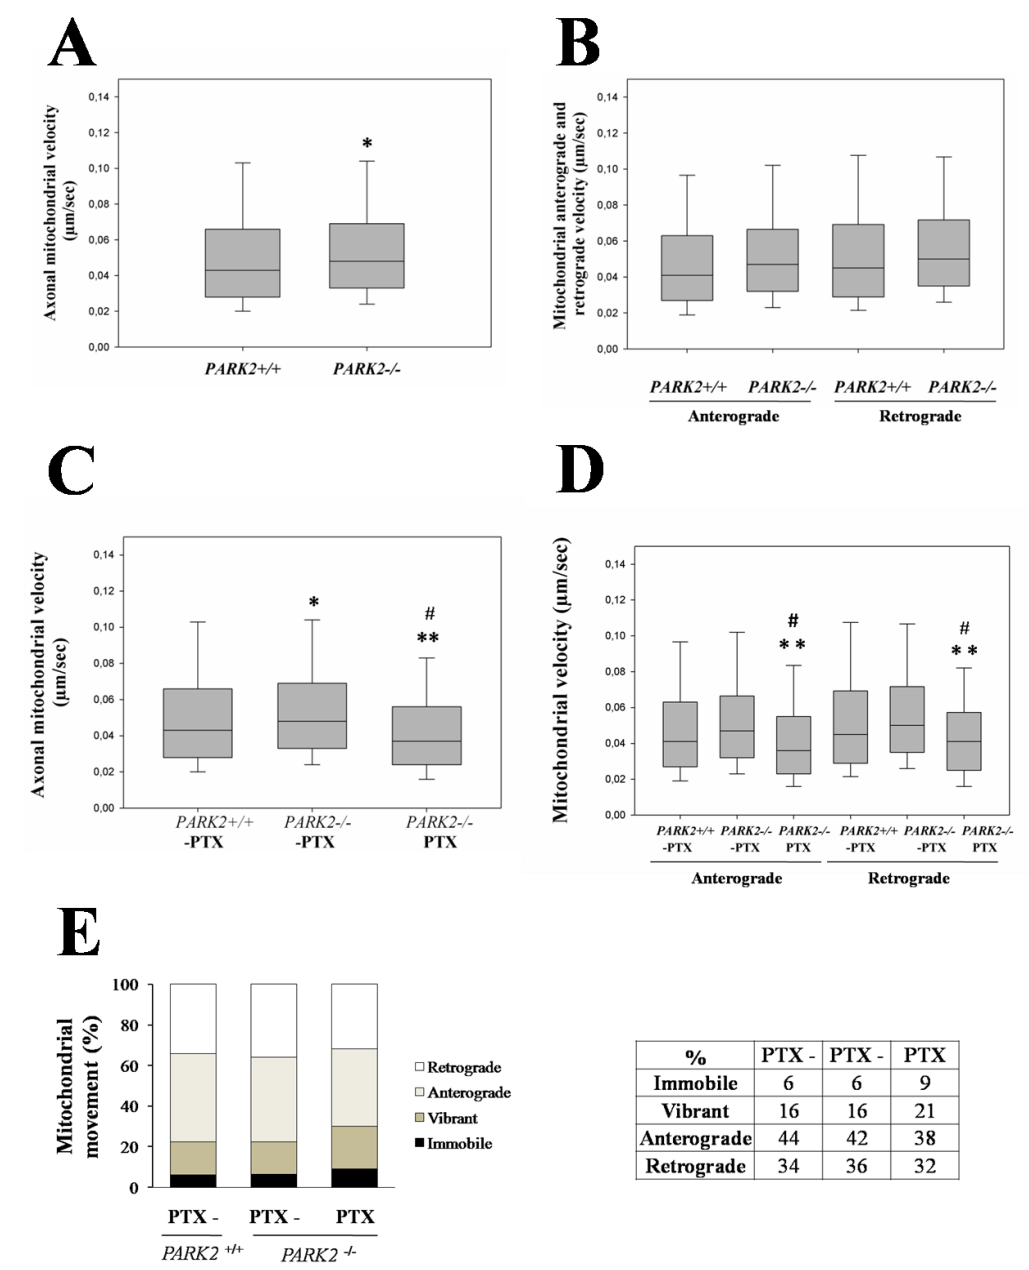 A
Axonal mitochondrial velocity
(μm/sec)
0,14
0,12
0,10
0,08
0,06
0,04
0,02
0,00
*
PARK2+/+ PARK2-/-
B
Mitochondrial anterograde and
retrograde velocity (μm/sec)
0,14
0,12
0,10
0,08
0,06
0,04
0,02
0,00
PARK2+/+ PARK2-/- PARK2+/+ PARK2-/-
Anterograde Retrograde
C
Axonal mitochondrial velocity
(μm/sec)
0,14
0,12
0,10
0,08
0,06
0,04
0,02
0,00
* #
**
PARK2+/+ PARK2-/- PARK2-/-
-PTX -PTX PTX
D
Mitochondrial velocity (μm/sec)
0,14
0,12
0,10
0,08
0,06
0,04
0,02
0,00
# #
** **
PARK2+/+ PARK2-/- PARK2-/- PARK2+/+ PARK2-/- PARK2-/-
-PTX -PTX PTX -PTX -PTX PTX
Anterograde Retrograde
E
Mitochondrial
movement (%)
100
80
60
40
20
0
Retrograde
Anterograde
Vibrant
Immobile
PTX - PTX - PTX
PARK2 +/+ PARK2 -/-
% PTX - PTX - PTX
Immobile 6 6 9
Vibrant 16 16 21
Anterograde 44 42 38
Retrograde 34 36 32